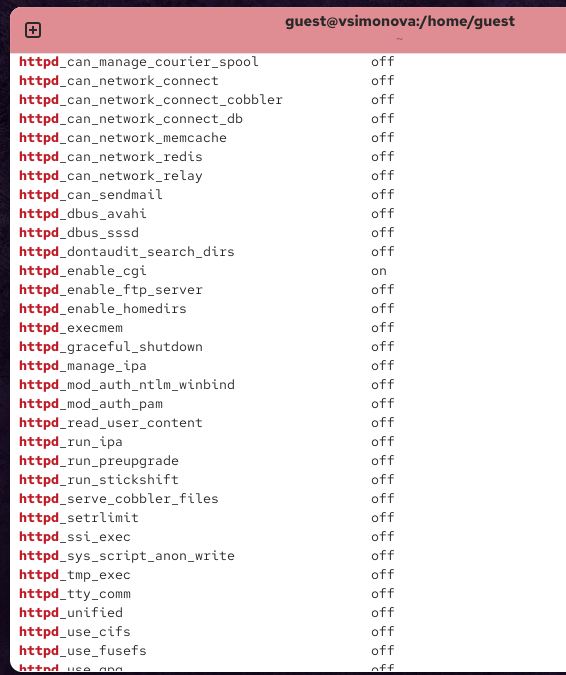 guest@vsimonova:/home/guest
~
httpd_can_manage_courier_spool off
httpd_can_network_connect off
httpd_can_network_connect_cobbler off
httpd_can_network_connect_db off
httpd_can_network_memcache off
httpd_can_network_redis off
httpd_can_network_relay off
httpd_can_sendmail off
httpd_dbus_avahi off
httpd_dbus_sssd off
httpd_dontaudit_search_dirs off
httpd_enable_cgi on
httpd_enable_ftp_server off
httpd_enable_homedirs off
httpd_execmem off
httpd_graceful_shutdown off
httpd_manage_ipa off
httpd_mod_auth_ntlm_winbind off
httpd_mod_auth_pam off
httpd_read_user_content off
httpd_run_ipa off
httpd_run_preupgrade off
httpd_run_stickshift off
httpd_serve_cobbler_files off
httpd_setrlimit off
httpd_ssi_exec off
httpd_sys_script_anon_write off
httpd_tmp_exec off
httpd_tty_comm off
httpd_unified off
httpd_use_cifs off
httpd_use_fusefs off
httpd_use_gpg off